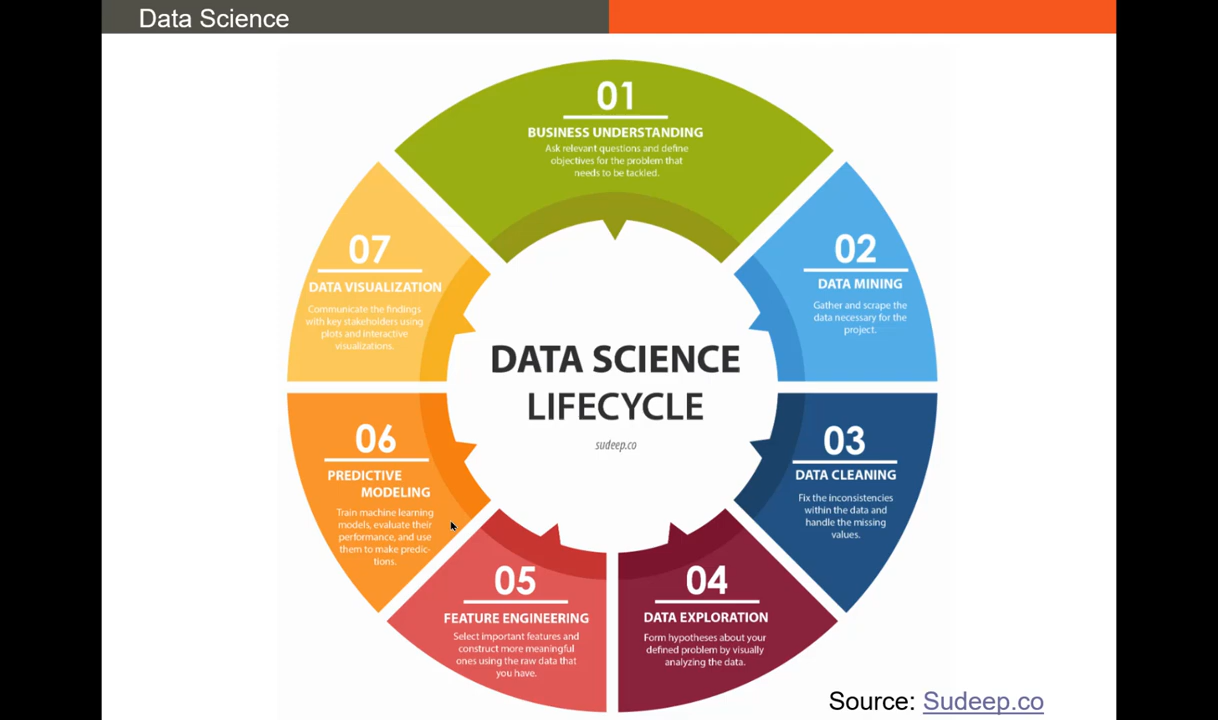 Data Science
01
BUSINESS UNDERSTANDING
Ask relevant questions and define
objectives for the problem that
needs to be tackled.
02
DATA MINING
Gather and scrape the
data necessary for the
project.
03
DATA CLEANING
Fix the inconsistencies
within the data and
handle the missing
values.
04
DATA EXPLORATION
Form hypotheses about your
defined problem by visually
analyzing the data.
05
FEATURE ENGINEERING
Select important features and
construct more meaningful
ones using the raw data that
you have.
06
PREDICTIVE
MODELING
Train machine learning
models, evaluate their
performance, and use
them to make predic-
tions.
07
DATA VISUALIZATION
Communicate the findings
with key stakeholders using
plots and interactive
visualizations.
DATA SCIENCE
LIFECYCLE
sudeep.co
Source: Sudeep.co